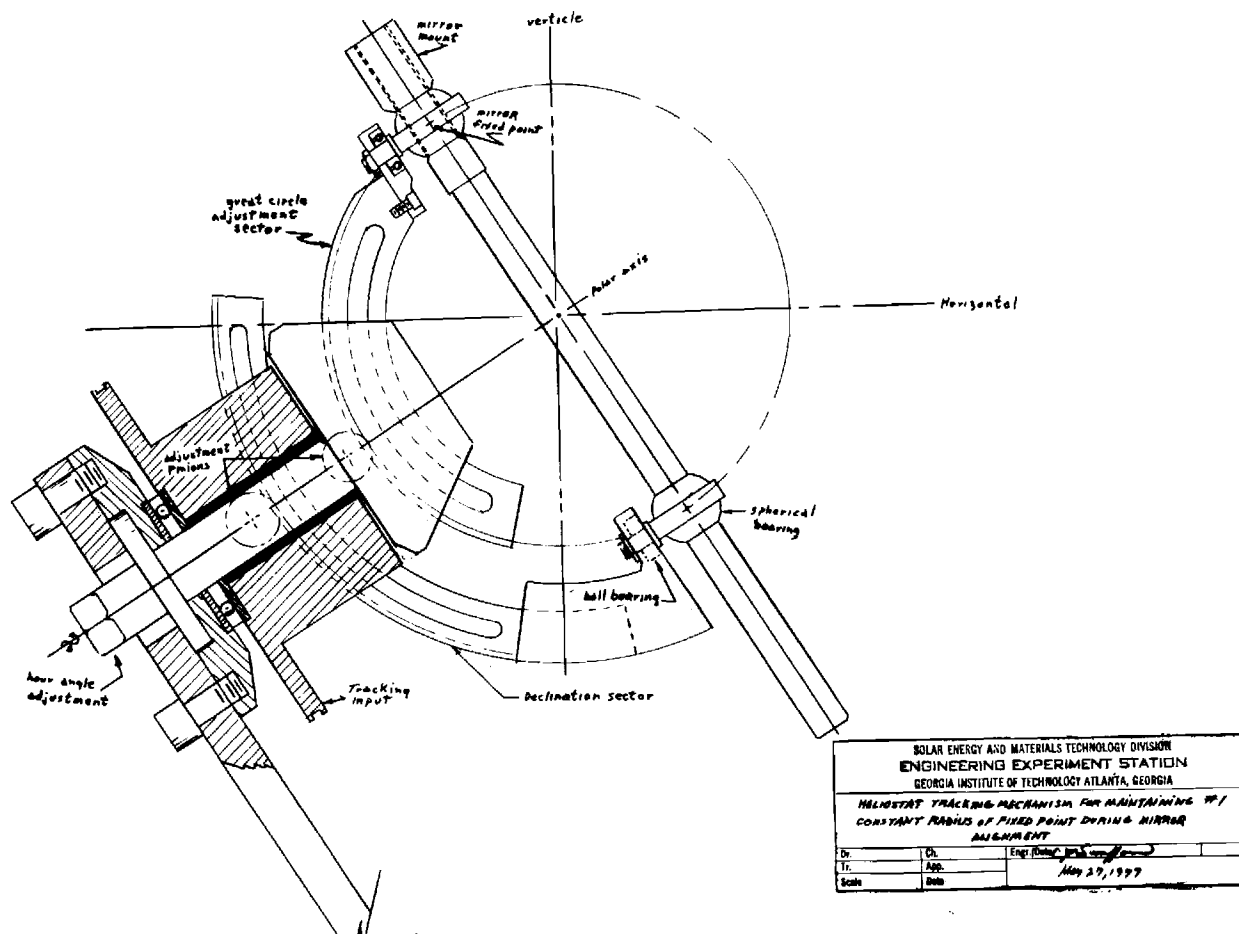 mirror
mount
verticle
mirror
fixed point
great circle
adjustment
sector
Polar axis
Horizontal
adjustment
Pinions
spherical
bearing
ball bearing
hour angle
adjustment
Tracking
input
Declination sector
SOLAR ENERGY AND MATERIALS TECHNOLOGY DIVISION
ENGINEERING EXPERIMENT STATION
GEORGIA INSTITUTE OF TECHNOLOGY ATLANTA, GEORGIA
HELIOSTAT TRACKING MECHANISM FOR MAINTAINING #1
CONSTANT RADIUS OF FIXED POINT DURING MIRROR
ALIGNMENT
Dr. Ch. Engr./Date
Tr. App. May 27, 1977
Scale Date